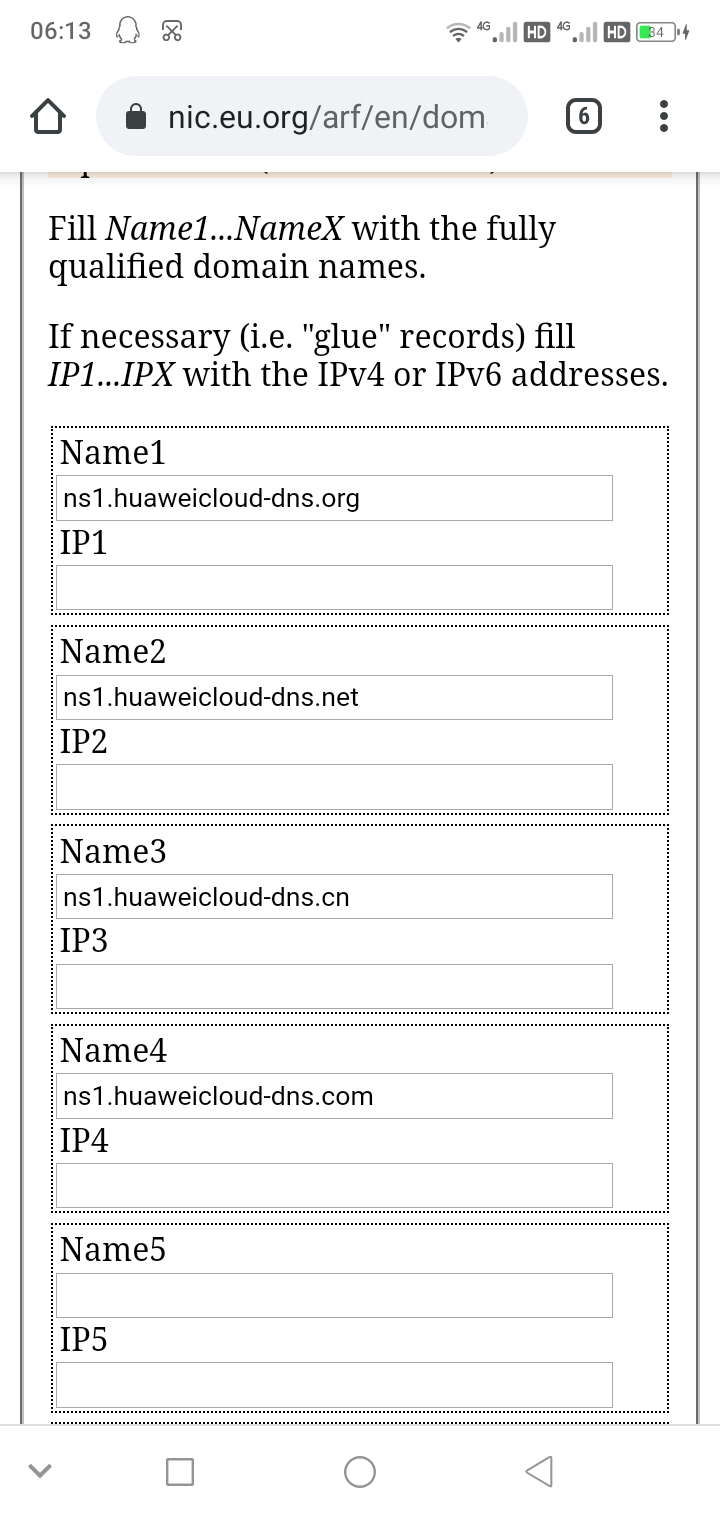 06:13
4G HD 4G HD 34
nic.eu.org/arf/en/dom
6
Fill Name1...NameX with the fully
qualified domain names.
If necessary (i.e. "glue" records) fill
IP1...IPX with the IPv4 or IPv6 addresses.
Name1
ns1.huaweicloud-dns.org
IP1
Name2
ns1.huaweicloud-dns.net
IP2
Name3
ns1.huaweicloud-dns.cn
IP3
Name4
ns1.huaweicloud-dns.com
IP4
Name5
IP5